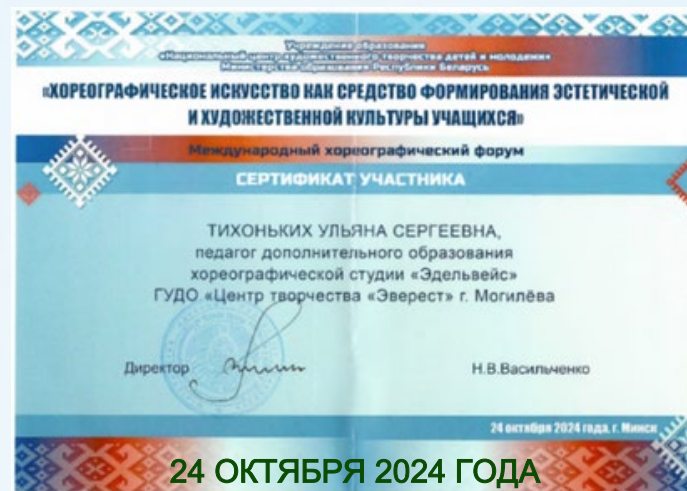 Учреждение образования
«Национальный центр художественного творчества детей и молодежи»
Министерства образования Республики Беларусь
«ХОРЕОГРАФИЧЕСКОЕ ИСКУССТВО КАК СРЕДСТВО ФОРМИРОВАНИЯ ЭСТЕТИЧЕСКОЙ
И ХУДОЖЕСТВЕННОЙ КУЛЬТУРЫ УЧАЩИХСЯ»
Международный хореографический форум
СЕРТИФИКАТ УЧАСТНИКА
ТИХОНЬКИХ УЛЬЯНА СЕРГЕЕВНА,
педагог дополнительного образования
хореографической студии «Эдельвейс»
ГУДО «Центр творчества «Эверест» г. Могилёва
Директор Н.В.Васильченко
24 октября 2024 года, г. Минск
24 ОКТЯБРЯ 2024 ГОДА